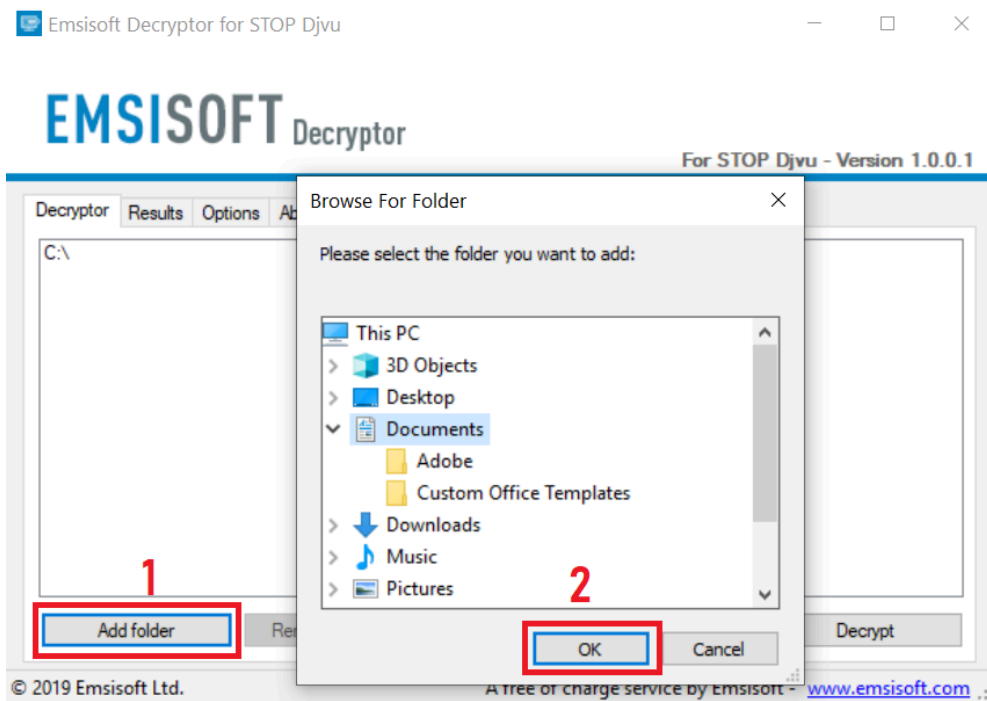 Emsisoft Decryptor for STOP Djvu
EMSISOFT Decryptor
For STOP Djvu - Version 1.0.0.1
Decryptor Results Options Ab
C:\
Browse For Folder
Please select the folder you want to add:
This PC
3D Objects
Desktop
Documents
Adobe
Custom Office Templates
Downloads
Music
Pictures
1
2
Add folder
Rer
OK
Cancel
Decrypt
© 2019 Emsisoft Ltd.
A free of charge service by Emsisoft - www.emsisoft.com